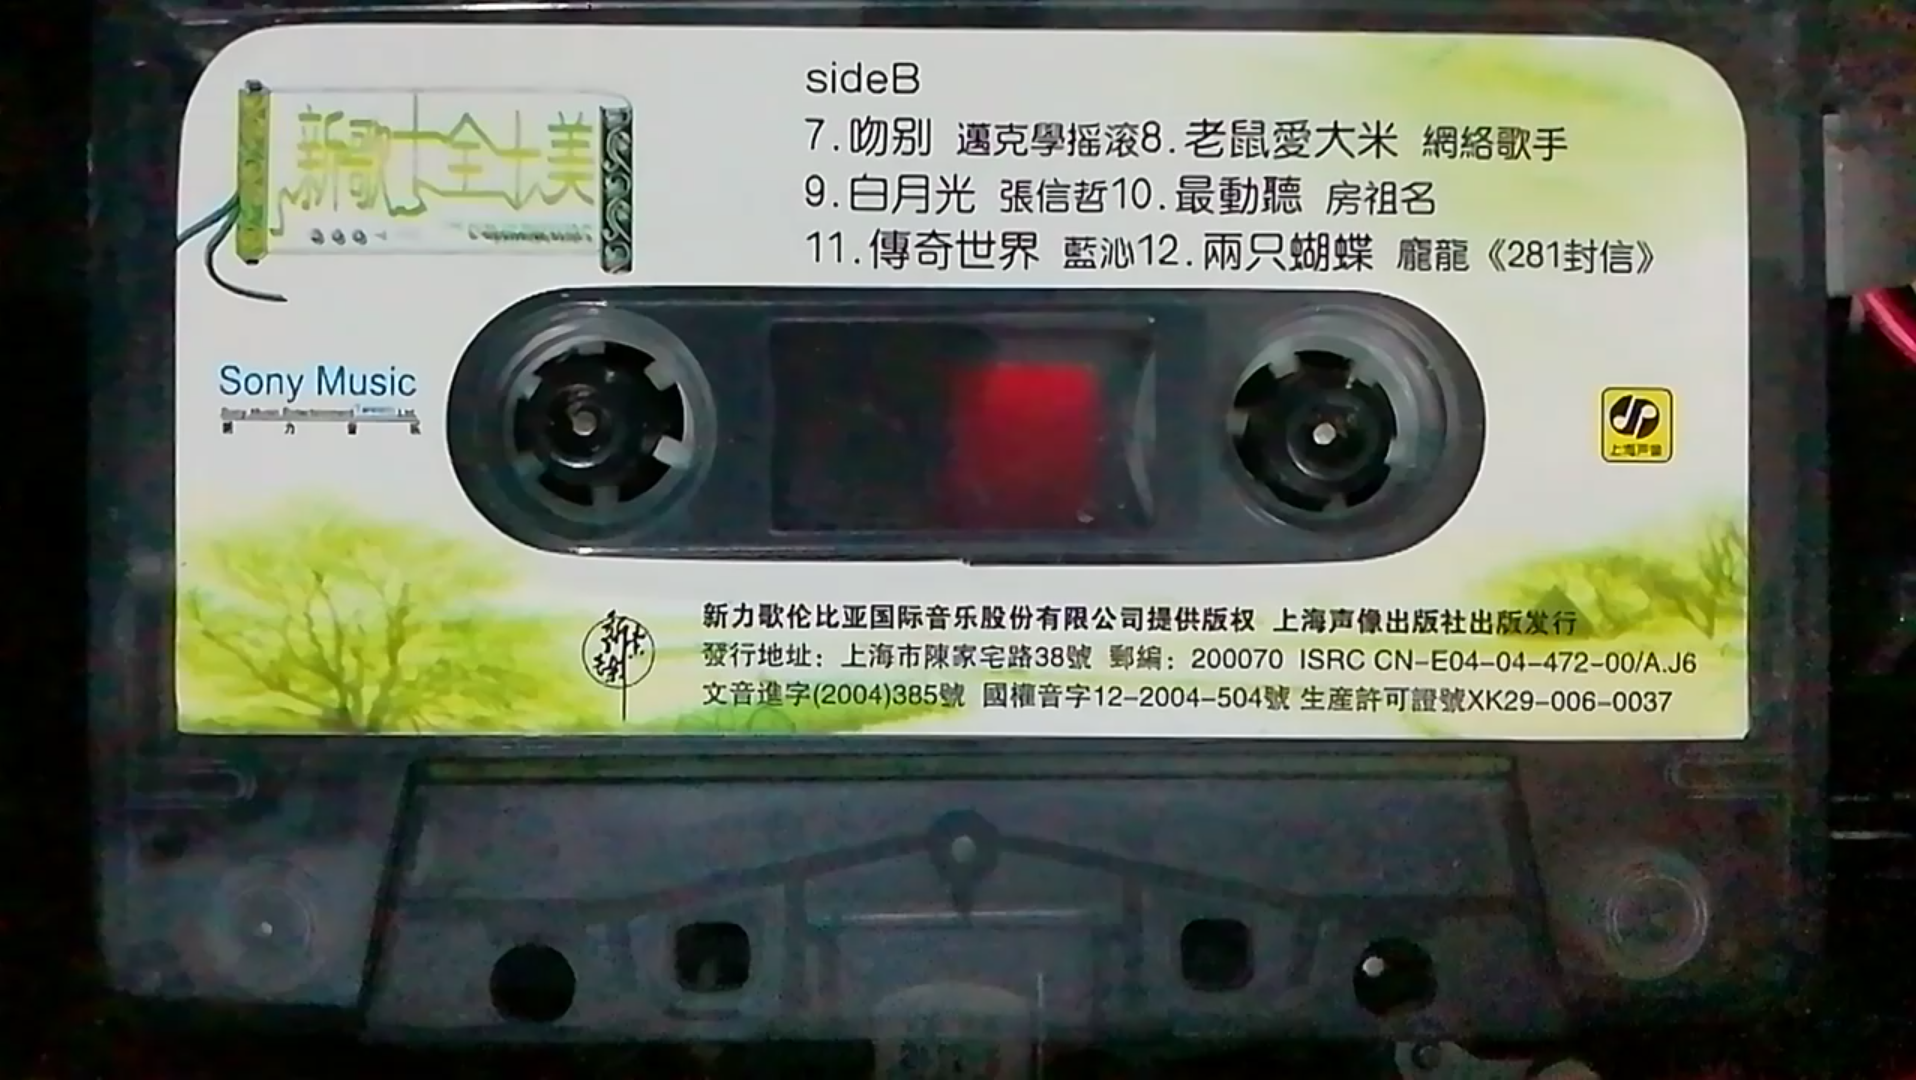 新歌十全十美
sideB
7.吻别 邁克學摇滚8.老鼠愛大米 網絡歌手
9.白月光 張信哲10.最動聽 房祖名
11.傳奇世界 藍沁12.兩只蝴蝶 龐龍《281封信》
Sony Music
上海声像
新力歌伦比亚国际音乐股份有限公司提供版权 上海声像出版社出版发行
發行地址：上海市陳家宅路38號 郵編：200070 ISRC CN-E04-04-472-00/A.J6
文音進字(2004)385號 國權音字12-2004-504號 生産許可證號XK29-006-0037